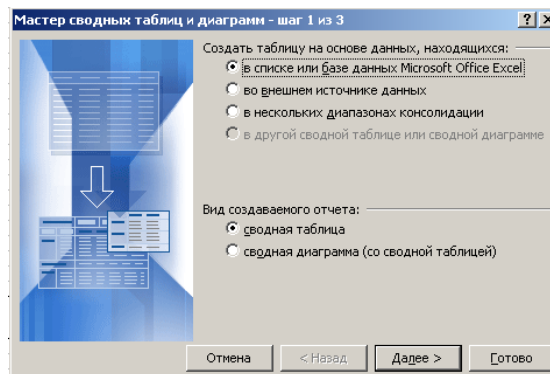 Мастер сводных таблиц и диаграмм - шаг 1 из 3
Создать таблицу на основе данных, находящихся:
в списке или базе данных Microsoft Office Excel
во внешнем источнике данных
в нескольких диапазонах консолидации
в другой сводной таблице или сводной диаграмме
Вид создаваемого отчета:
сводная таблица
сводная диаграмма (со сводной таблицей)
Отмена < Назад Далее > Готово